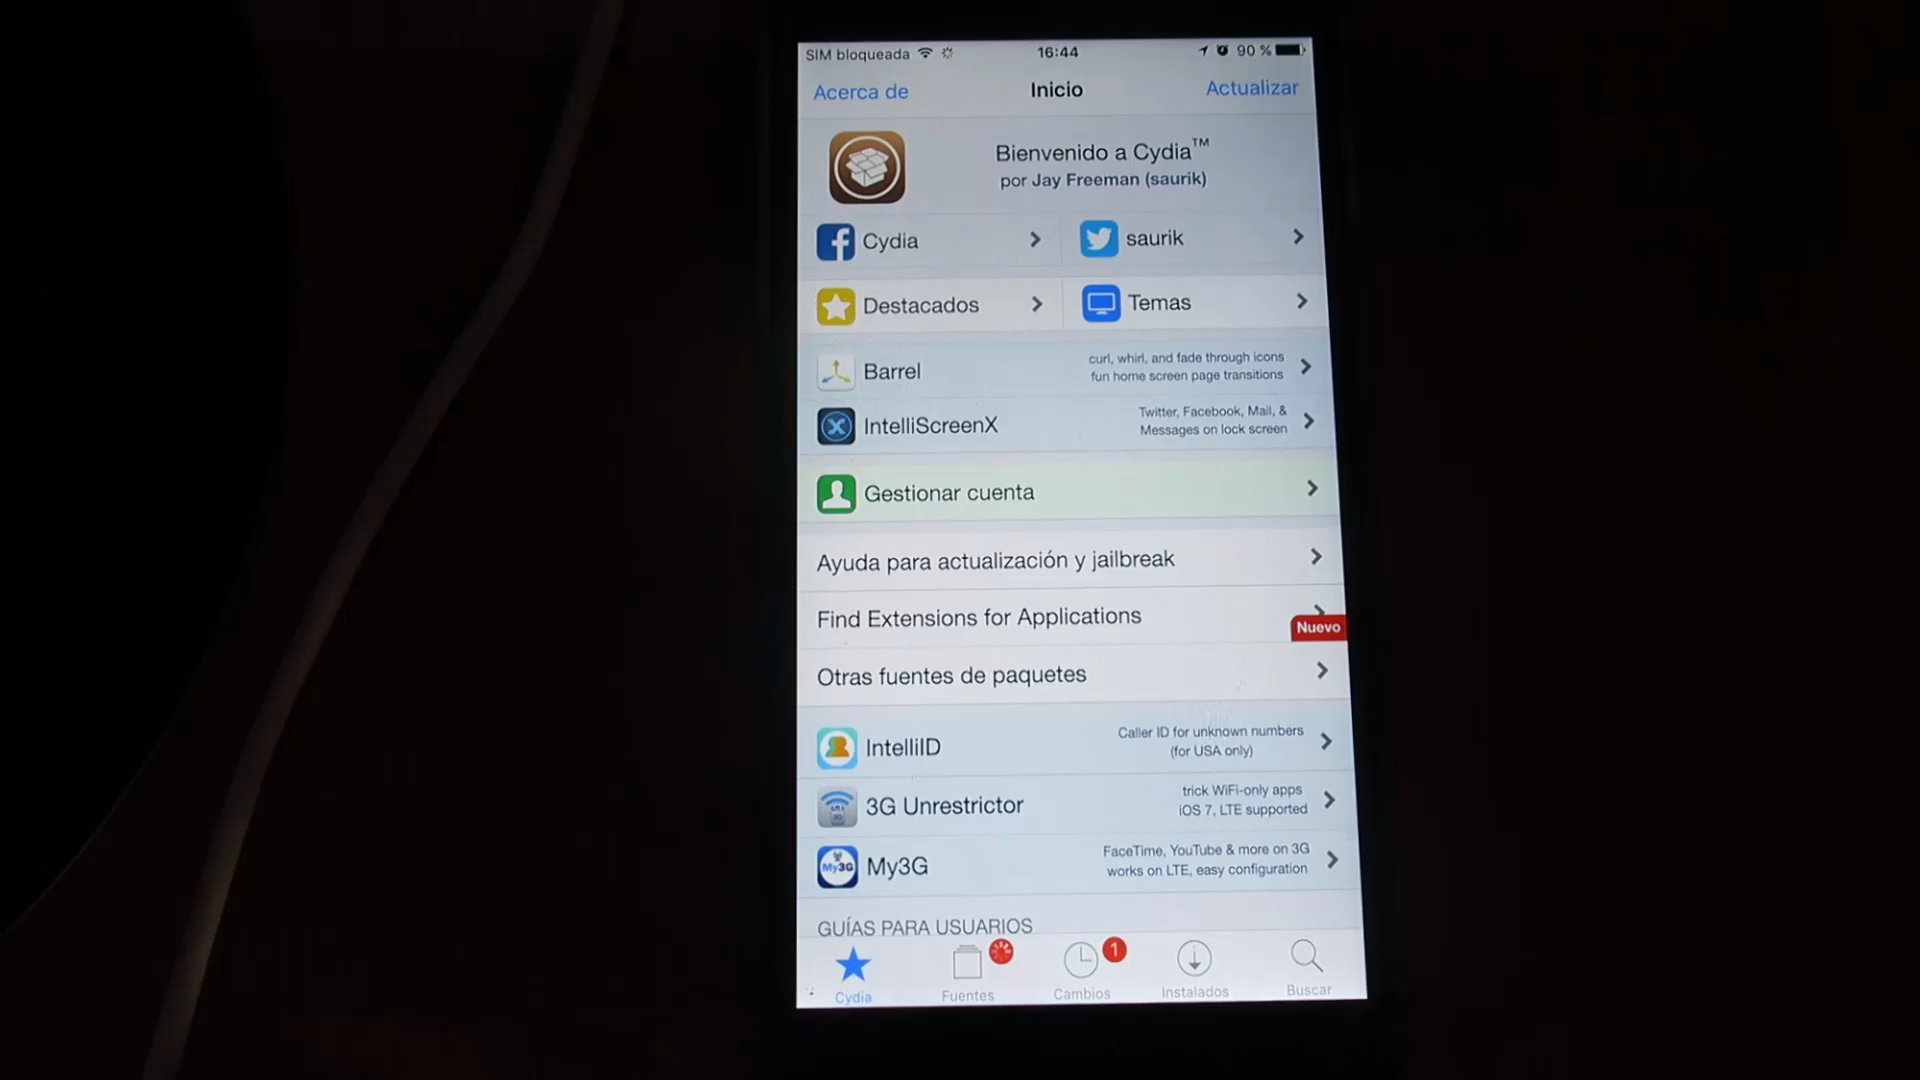 SIM bloqueada
16:44
90 %
Acerca de
Inicio
Actualizar
Bienvenido a Cydia™
por Jay Freeman (saurik)
Cydia
saurik
Destacados
Temas
Barrel
curl, whirl, and fade through icons
fun home screen page transitions
IntelliScreenX
Twitter, Facebook, Mail, &
Messages on lock screen
Gestionar cuenta
Ayuda para actualización y jailbreak
Find Extensions for Applications
Nuevo
Otras fuentes de paquetes
IntelliID
Caller ID for unknown numbers
(for USA only)
3G Unrestrictor
trick WiFi-only apps
iOS 7, LTE supported
My3G
My3G
FaceTime, YouTube & more on 3G
works on LTE, easy configuration
GUÍAS PARA USUARIOS
1
Cydia
Fuentes
Cambios
Instalados
Buscar